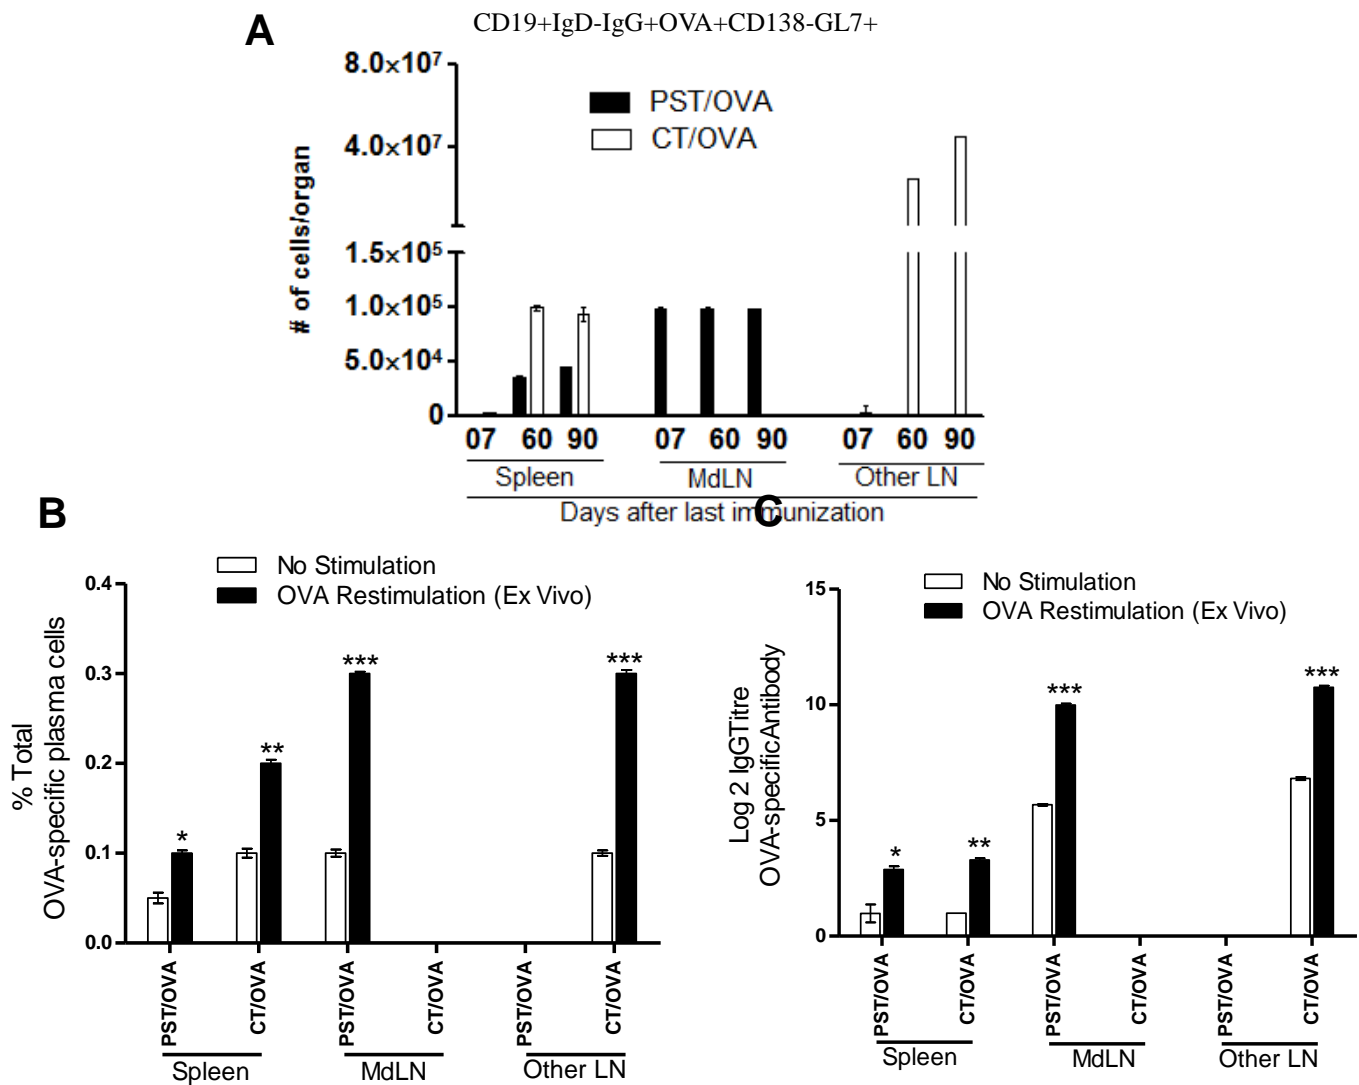 A
CD19+IgD-IgG+OVA+CD138-GL7+
# of cells/organ
8.0×10⁷
4.0×10⁷
1.5×10⁵
1.0×10⁵
5.0×10⁴
0
PST/OVA
CT/OVA
07 60 90 07 60 90 07 60 90
Spleen MdLN Other LN
Days after last immunization
B
No Stimulation
OVA Restimulation (Ex Vivo)
% Total
OVA-specific plasma cells
0.4
0.3
0.2
0.1
0.0
* ** *** ***
PST/OVA CT/OVA PST/OVA CT/OVA PST/OVA CT/OVA
Spleen MdLN Other LN
C
No Stimulation
OVA Restimulation (Ex Vivo)
Log 2 IgGTitre
OVA-specificAntibody
15
10
5
0
* ** *** ***
PST/OVA CT/OVA PST/OVA CT/OVA PST/OVA CT/OVA
Spleen MdLN Other LN